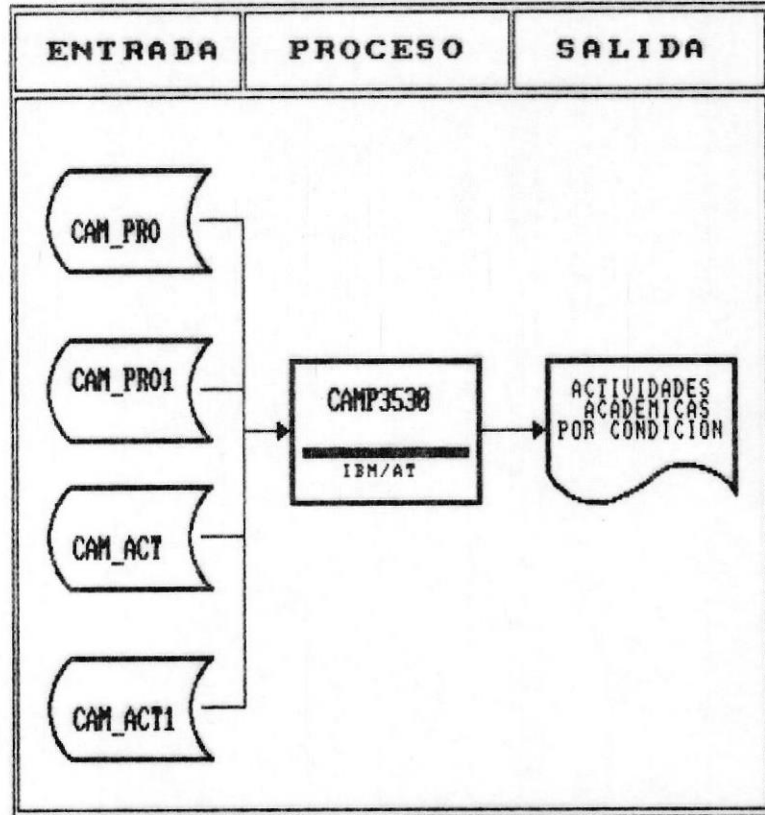 ENTRADA PROCESO SALIDA
CAM_PRO
CAM_PRO1
CAM_ACT
CAM_ACT1
CAMP3530
IBM/AT
ACTIVIDADES
ACADEMICAS
POR CONDICION